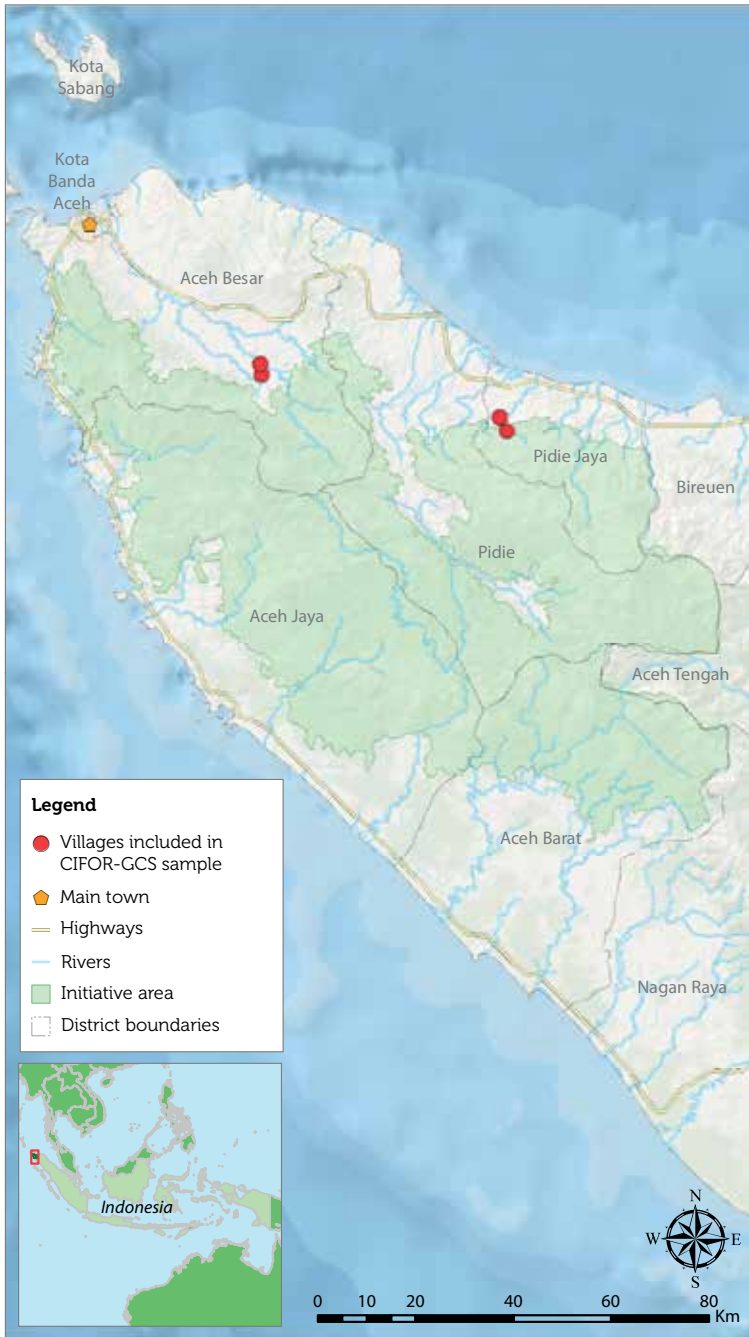 Kota
Sabang
Kota
Banda
Aceh
Aceh Besar
Pidie Jaya
Bireuen
Pidie
Aceh Jaya
Aceh Tengah
Aceh Barat
Nagan Raya
Legend
Villages included in
CIFOR-GCS sample
Main town
Highways
Rivers
Initiative area
District boundaries
Indonesia
N
W E
S
0 10 20 40 60 80
Km